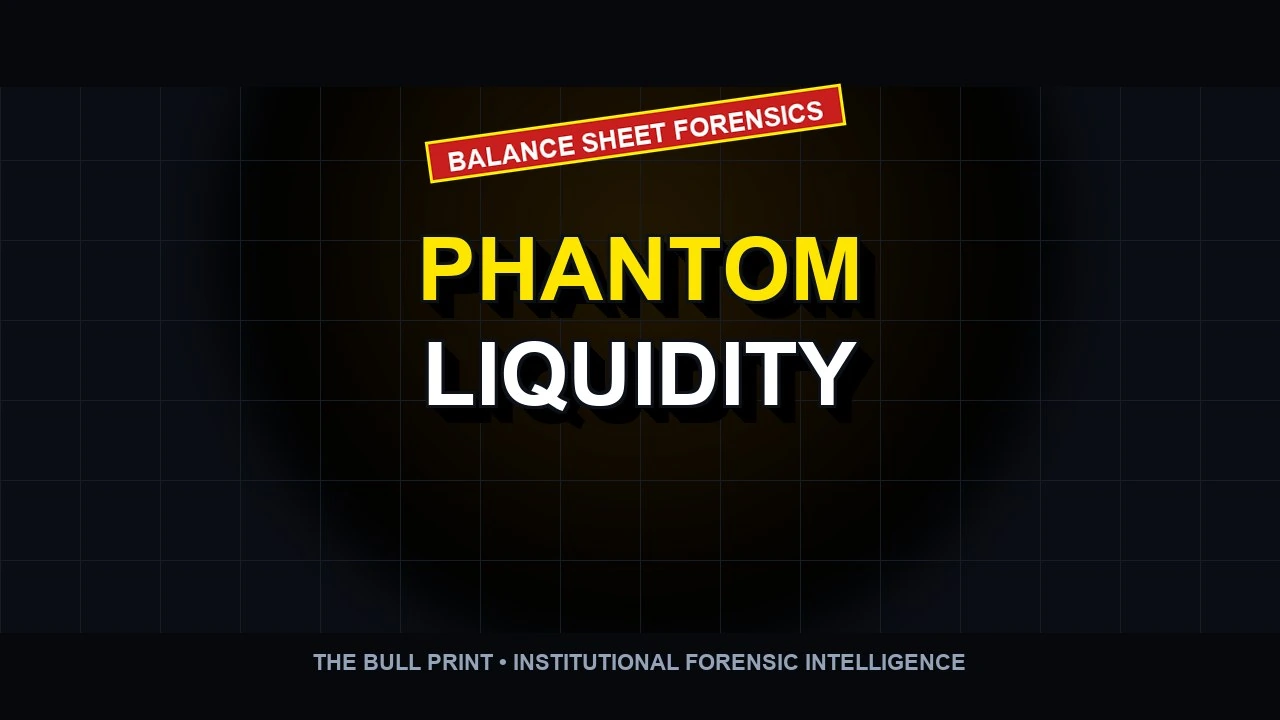 BALANCE SHEET FORENSICS
PHANTOM
LIQUIDITY
THE BULL PRINT • INSTITUTIONAL FORENSIC INTELLIGENCE